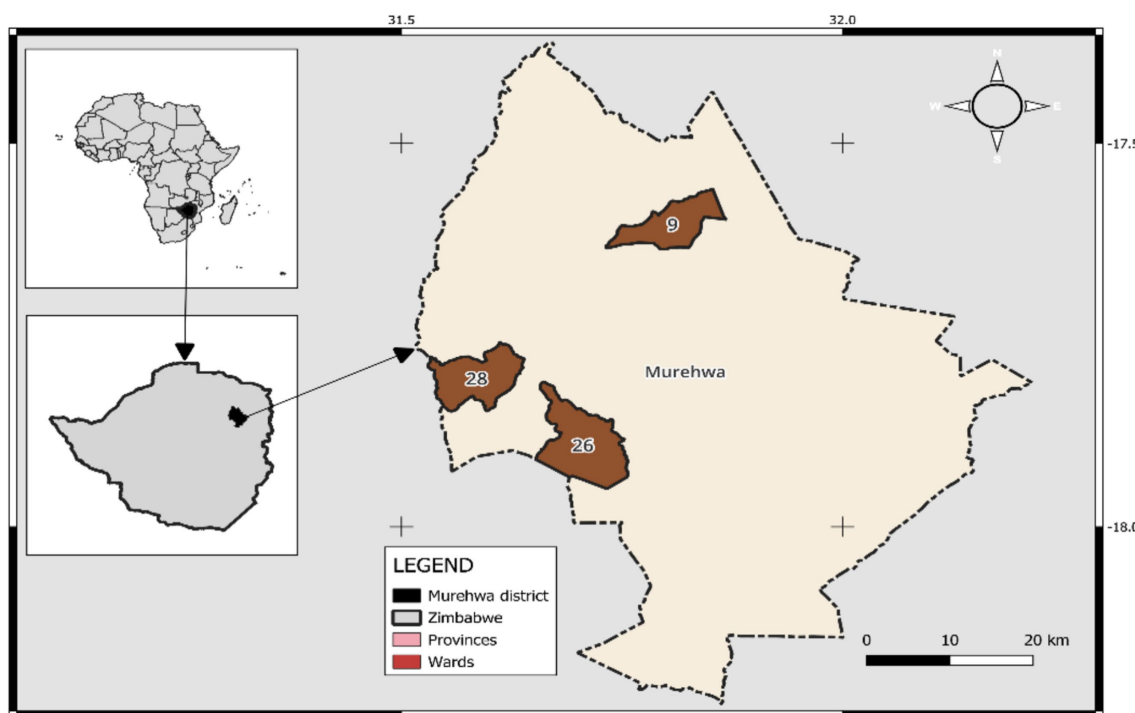 31.5
32.0
N
W
E
S
-17.5
9
28
Murehwa
26
-18.0
LEGEND
Murehwa district
Zimbabwe
Provinces
Wards
0
10
20 km